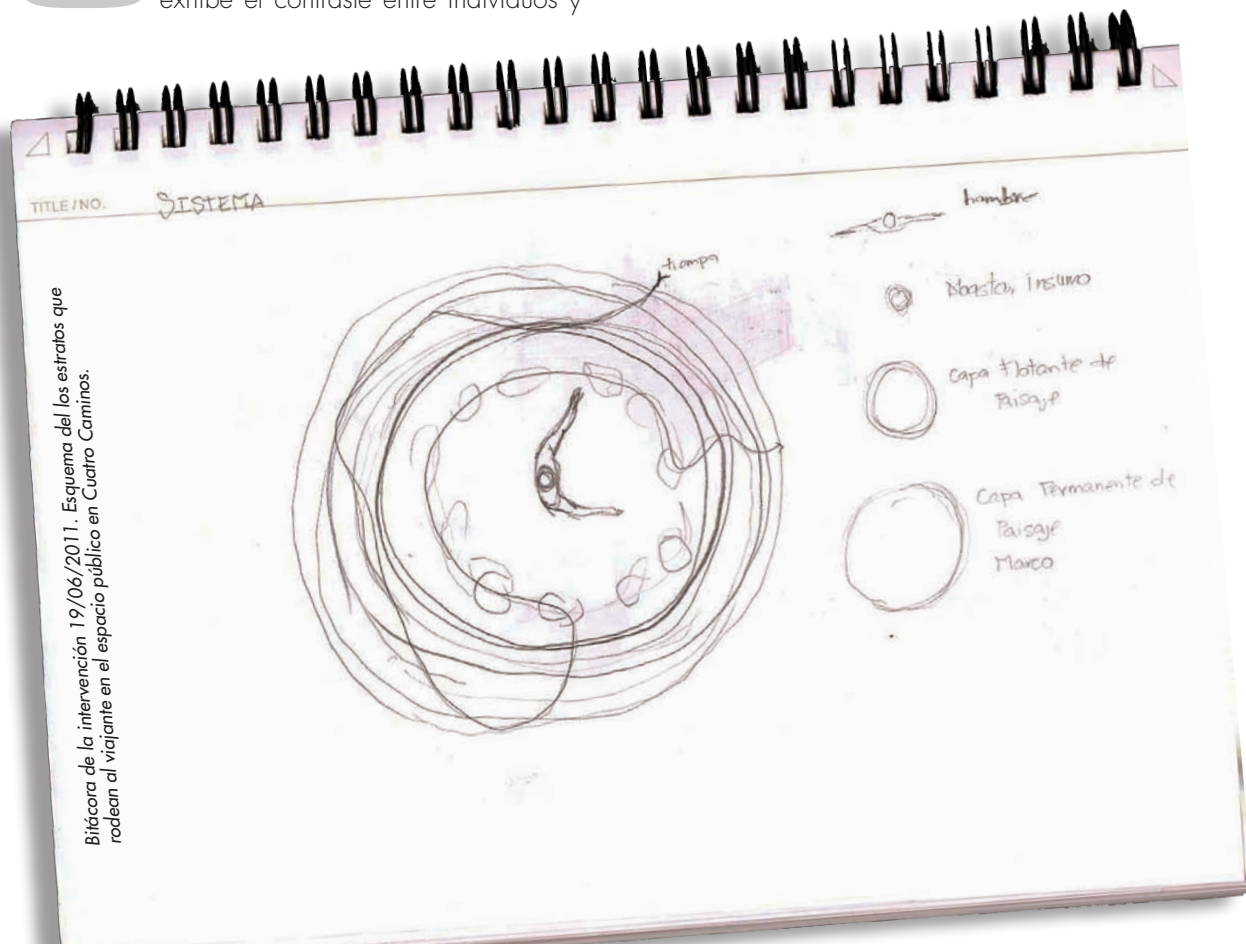 exhibe el contraste entre individuos y
TITLE/NO. SISTEMA
Bitácora de la intervención 19/06/2011. Esquema del los estratos que
rodean al viajante en el espacio público en Cuatro Caminos.
tiempo
hombre
Abasto, insumo
Capa Flotante de
Paisaje
Capa Permanente de
Paisaje
Marco